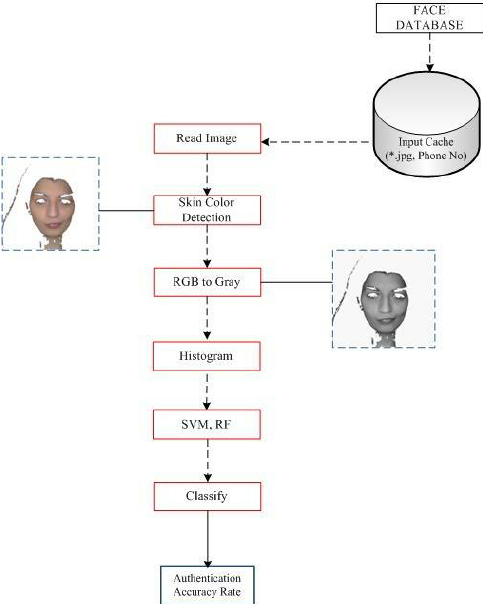 FACE
DATABASE
Input Cache
(*.jpg, Phone No)
Read Image
Skin Color
Detection
RGB to Gray
Histogram
SVM, RF
Classify
Authentication
Accuracy Rate